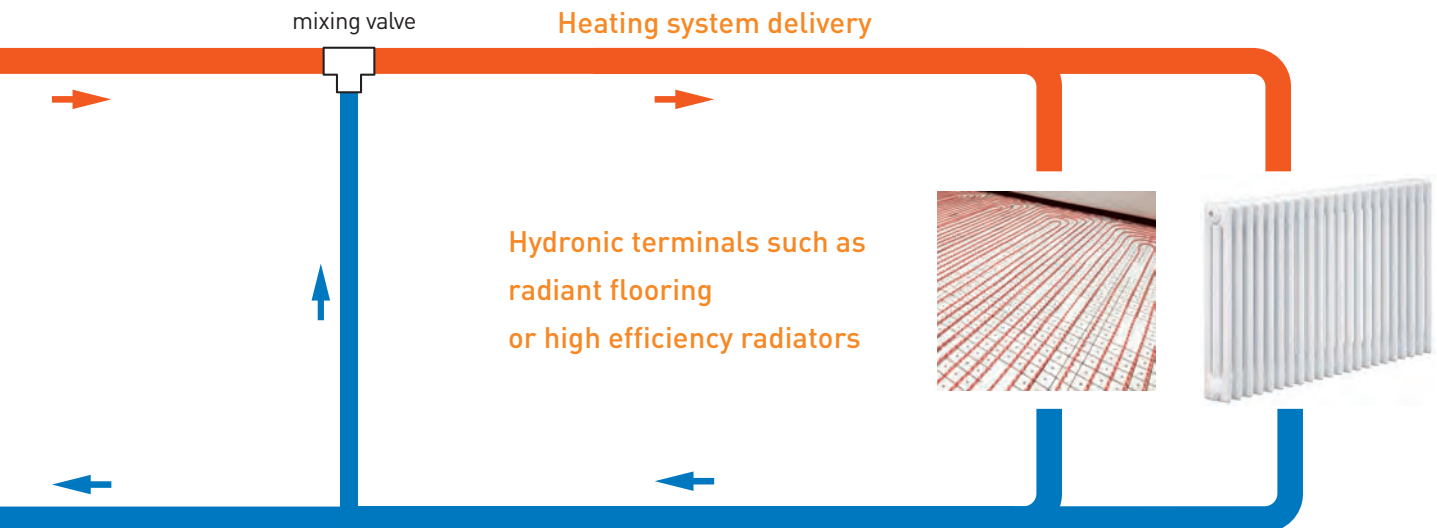 mixing valve
Heating system delivery
Hydronic terminals such as
radiant flooring
or high efficiency radiators